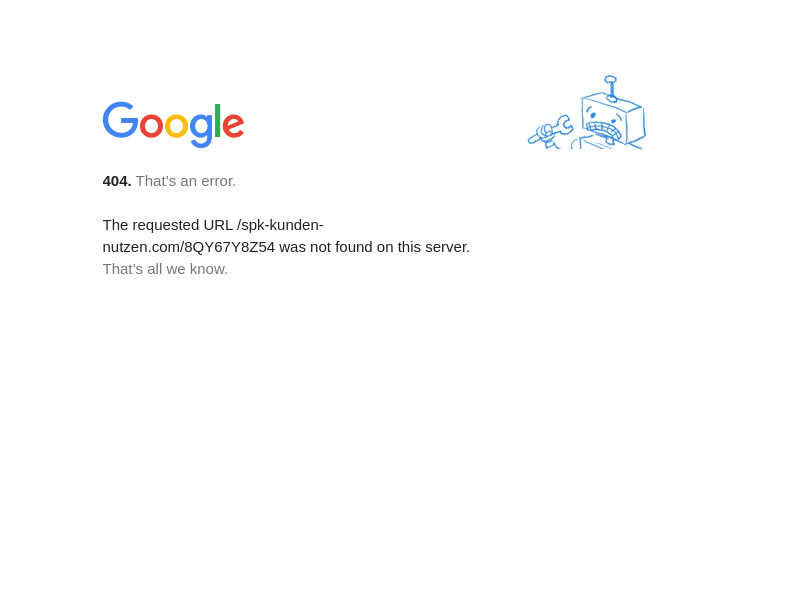 Google
404. That’s an error.
The requested URL /spk-kunden-
nutzen.com/8QY67Y8Z54 was not found on this server.
That’s all we know.